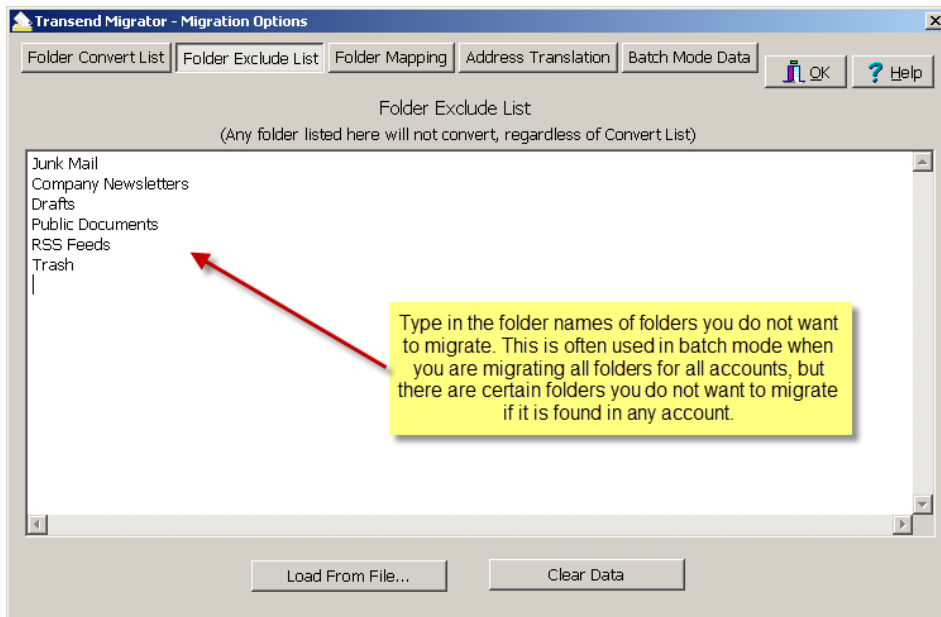 Transend Migrator - Migration Options
Folder Convert List Folder Exclude List Folder Mapping Address Translation Batch Mode Data
OK ? Help
Folder Exclude List
(Any folder listed here will not convert, regardless of Convert List)
Junk Mail
Company Newsletters
Drafts
Public Documents
RSS Feeds
Trash
Type in the folder names of folders you do not want
to migrate. This is often used in batch mode when
you are migrating all folders for all accounts, but
there are certain folders you do not want to migrate
if it is found in any account.
Load From File... Clear Data